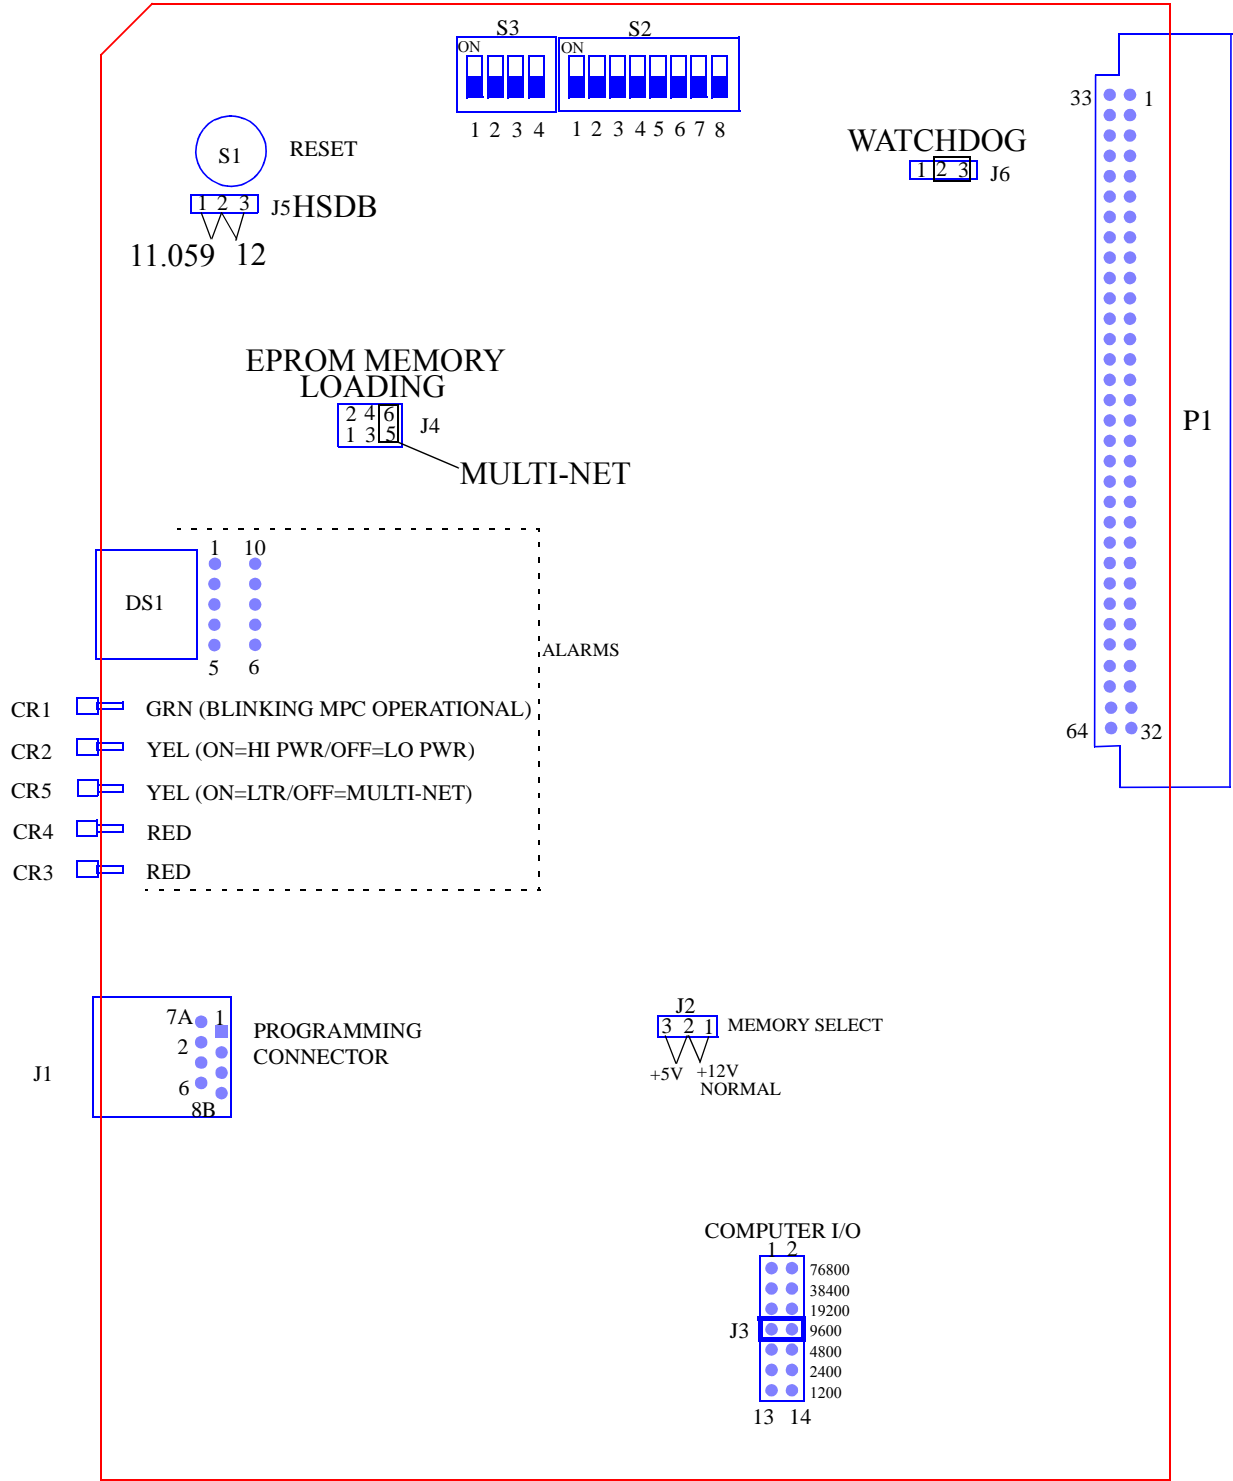 S3
S2
ON
ON
1 2 3 4
1 2 3 4 5 6 7 8
33
1
WATCHDOG
1 2 3
J6
S1
RESET
1 2 3
J5 HSDB
11.059 12
EPROM MEMORY
LOADING
2 4 6
1 3 5
J4
MULTI-NET
P1
1 10
DS1
5 6
ALARMS
CR1 GRN (BLINKING MPC OPERATIONAL)
CR2 YEL (ON=HI PWR/OFF=LO PWR)
CR5 YEL (ON=LTR/OFF=MULTI-NET)
CR4 RED
CR3 RED
64
32
7A 1
2
6
8B
J1
PROGRAMMING
CONNECTOR
J2
3 2 1
MEMORY SELECT
+5V +12V
NORMAL
COMPUTER I/O
1 2
76800
38400
19200
J3 9600
4800
2400
1200
13 14